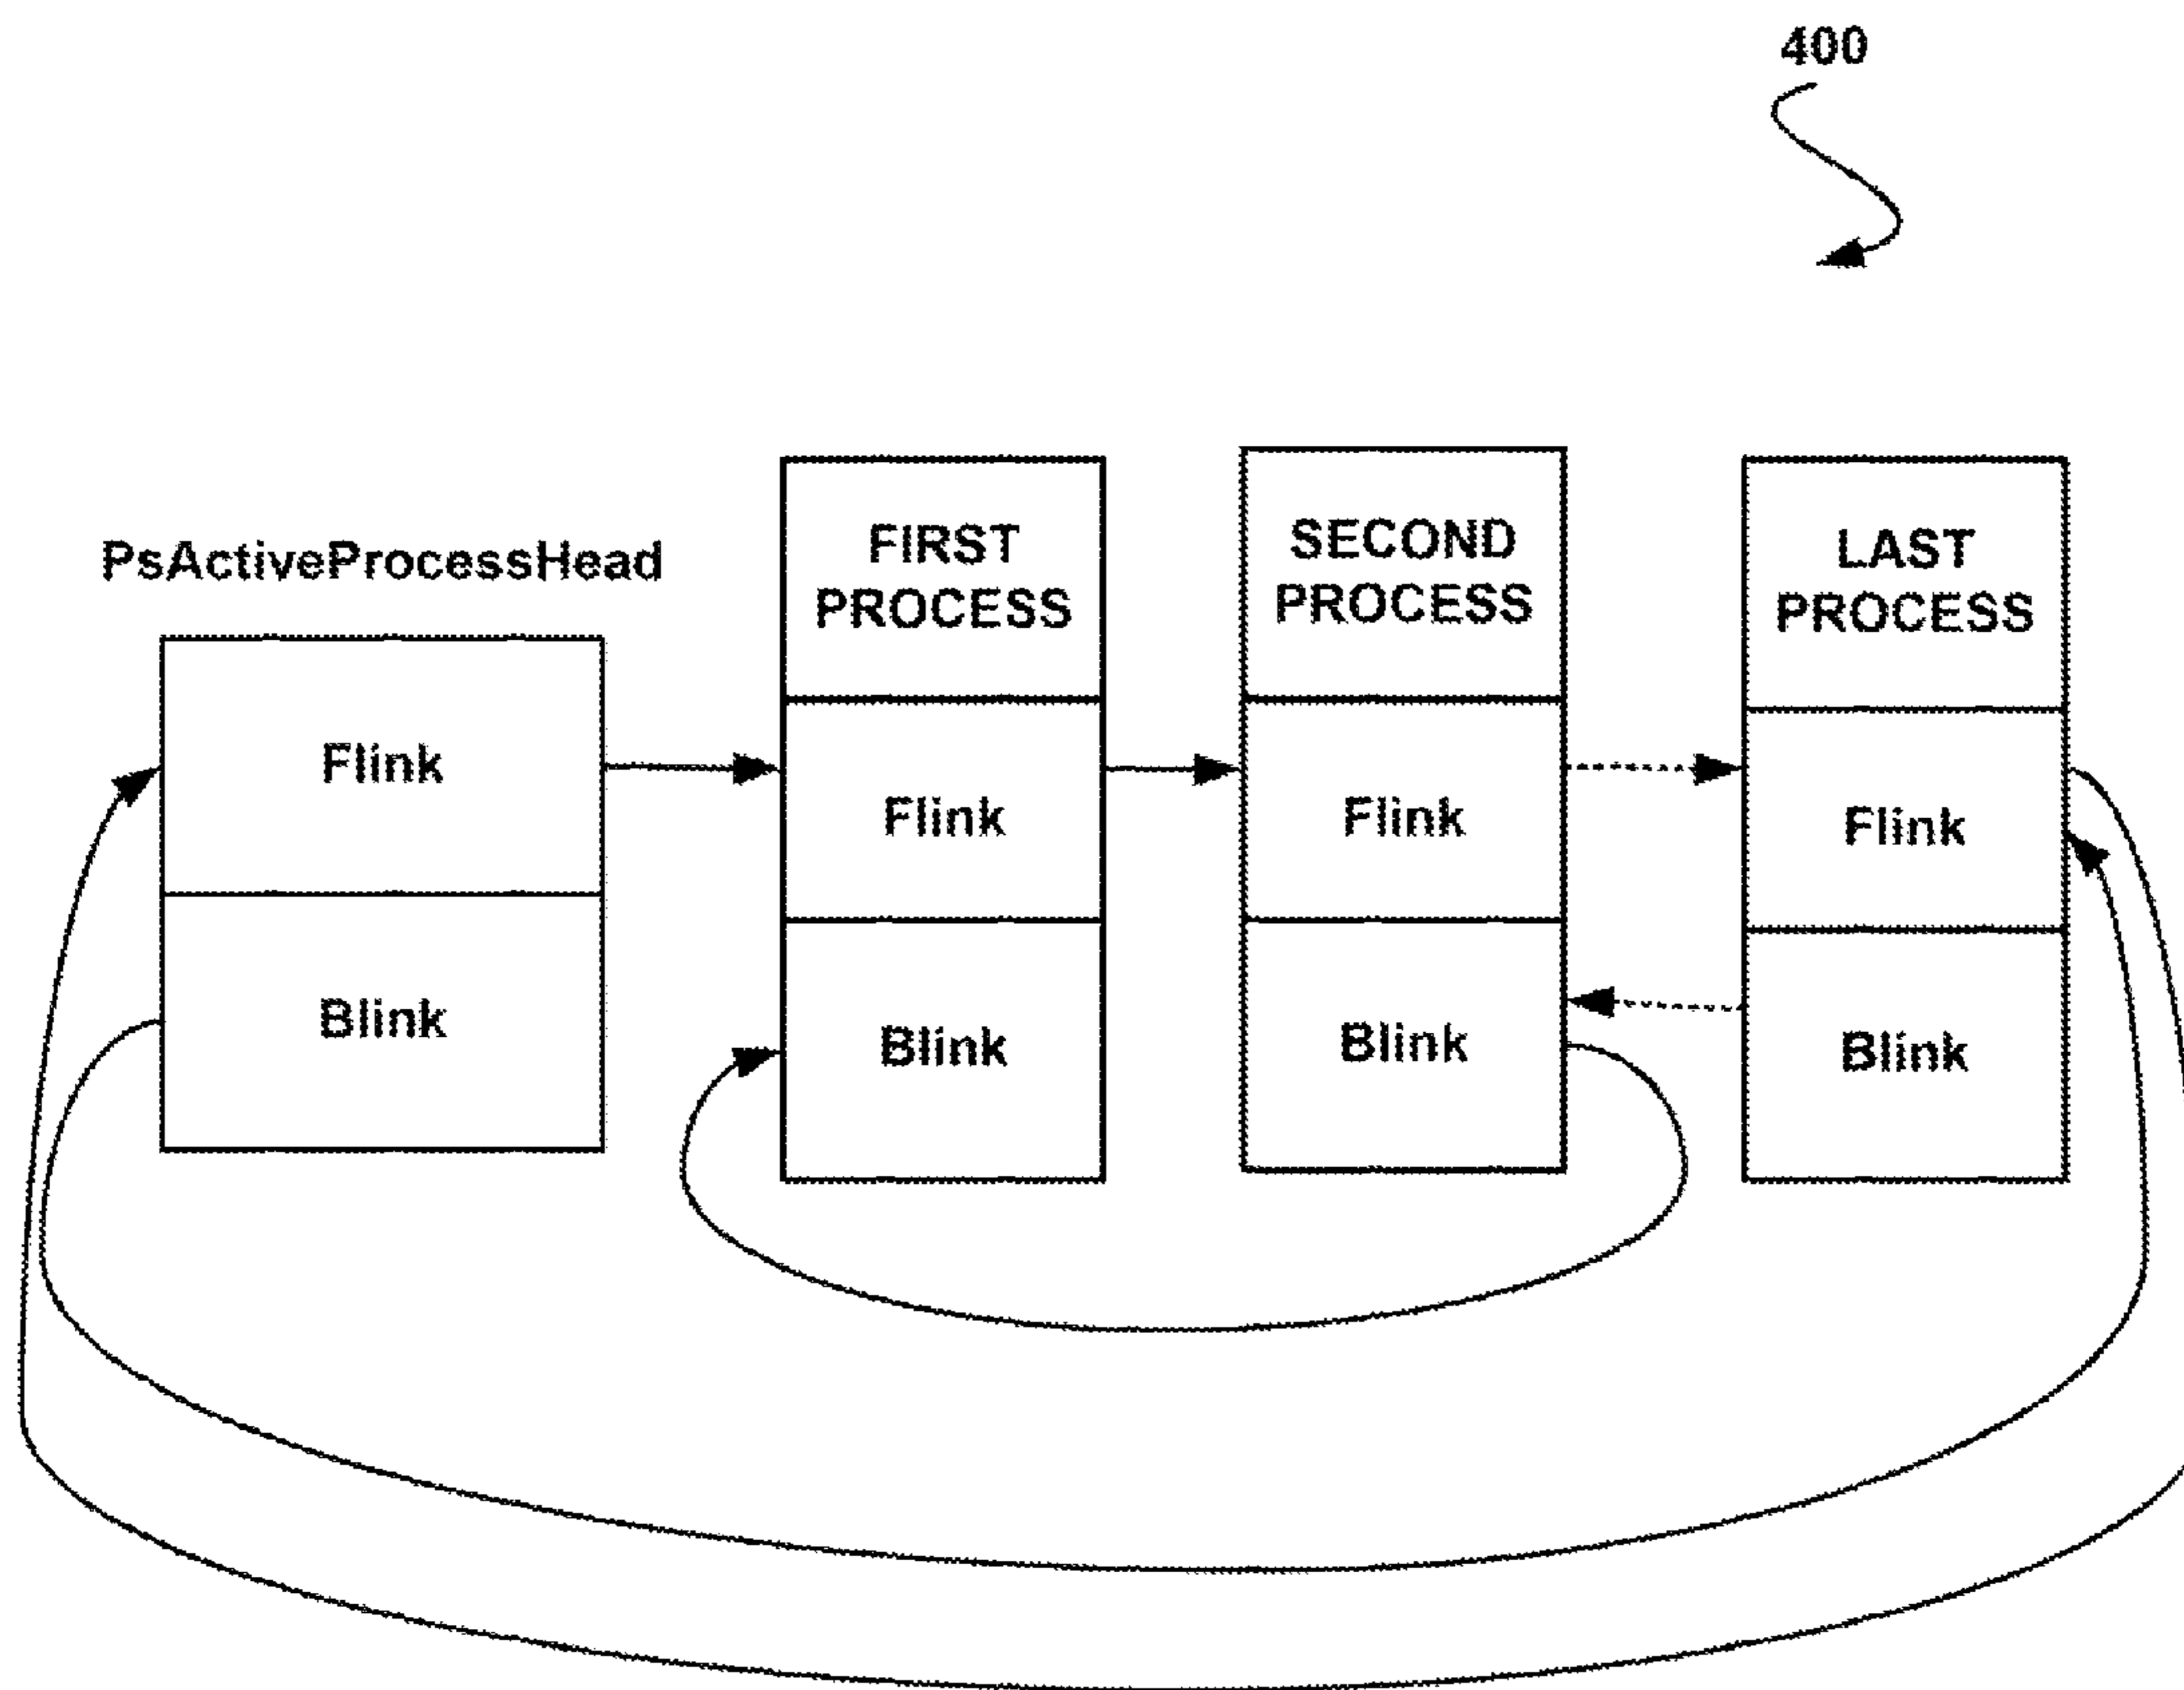 400
PsActiveProcessHead
Flink
Blink
FIRST
PROCESS
Flink
Blink
SECOND
PROCESS
Flink
Blink
LAST
PROCESS
Flink
Blink